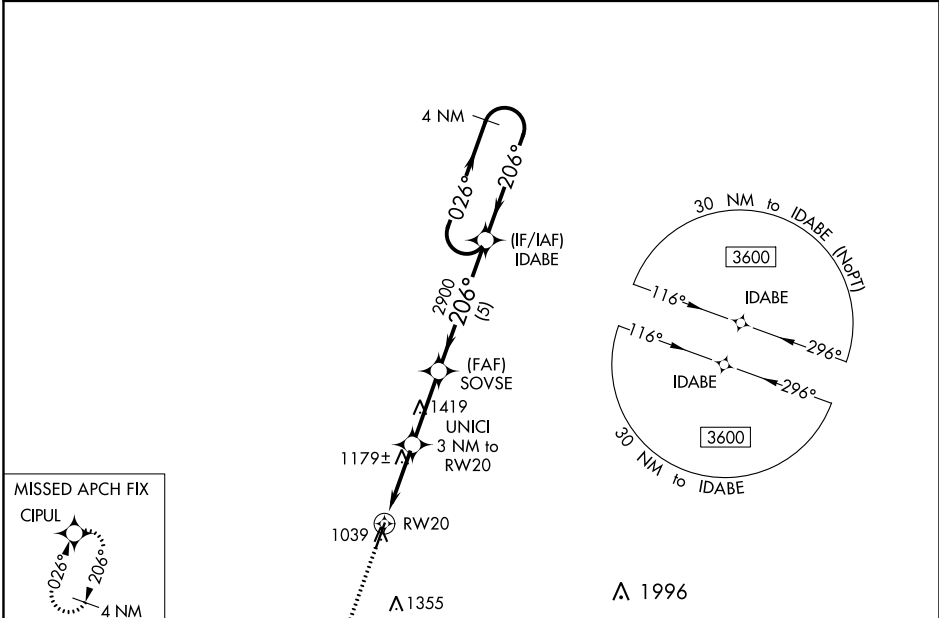 4 NM
026°
206°
(IF/IAF)
IDABE
2900
206°
(5)
(FAF)
SOVSE
1419
UNICI
3 NM to
RW20
1179±
RW20
1039
1355
1996
30 NM to IDABE (NoPT)
3600
116°
IDABE
296°
116°
IDABE
296°
3600
30 NM to IDABE
MISSED APCH FIX
CIPUL
026°
206°
4 NM